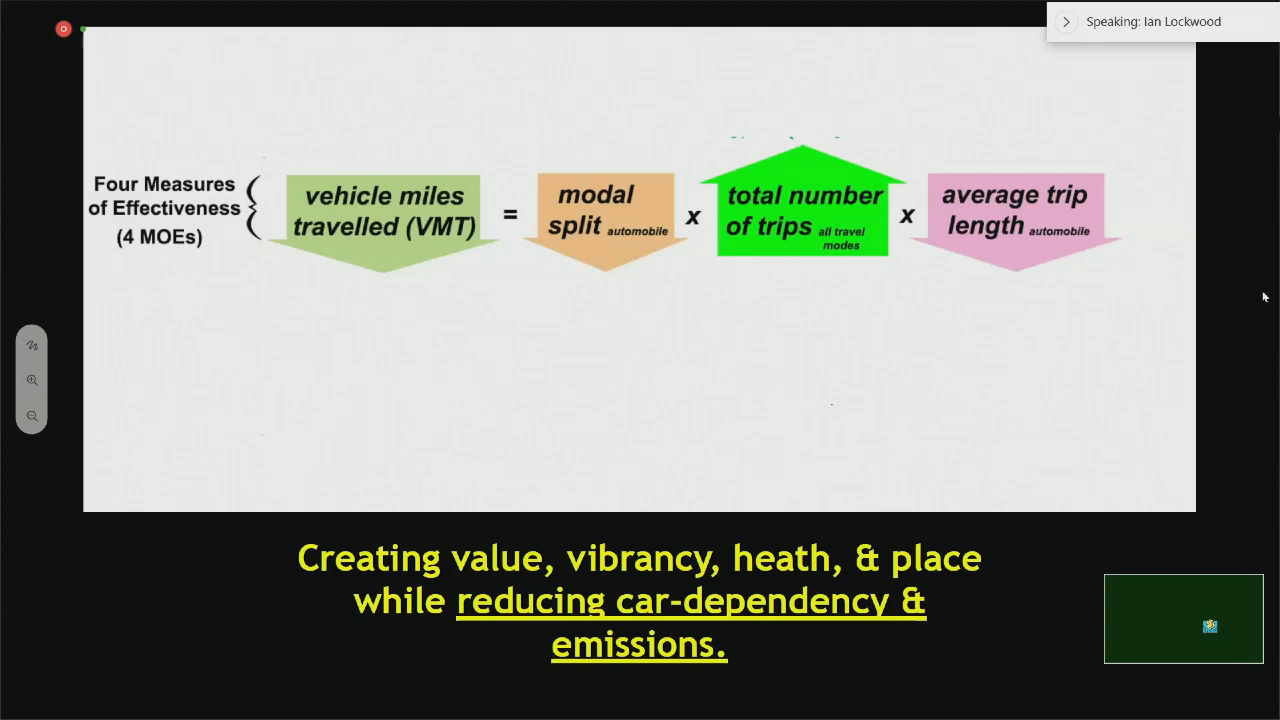 Speaking: Ian Lockwood
Four Measures
of Effectiveness
(4 MOEs)
vehicle miles
travelled (VMT)
=
modal
split automobile
x
total number
of trips all travel
modes
x
average trip
length automobile
Creating value, vibrancy, heath, & place
while reducing car-dependency &
emissions.